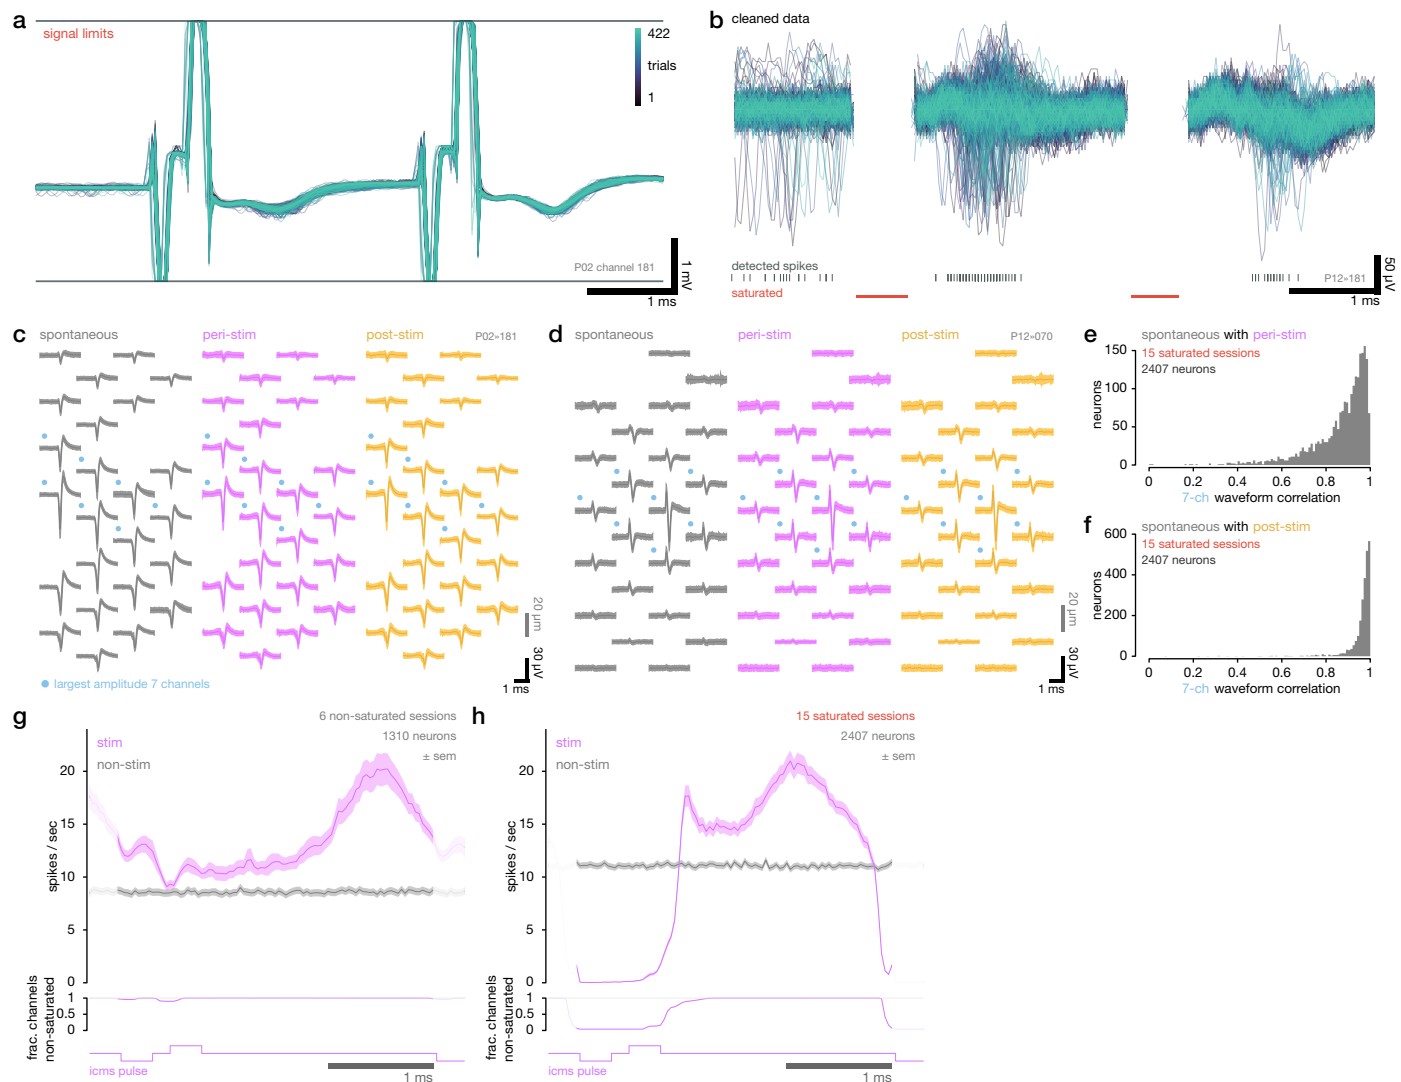 a
signal limits
422
trials
1
P02 channel 181
1 mV
1 ms
b
cleaned data
detected spikes
saturated
P12»181
50 µV
1 ms
c
spontaneous
peri-stim
post-stim
P02»181
20 µm
30 µV
1 ms
largest amplitude 7 channels
d
spontaneous
peri-stim
post-stim
P12»070
20 µm
30 µV
1 ms
e
spontaneous with peri-stim
15 saturated sessions
2407 neurons
neurons
150
100
50
0
0 0.2 0.4 0.6 0.8 1
7-ch waveform correlation
f
spontaneous with post-stim
15 saturated sessions
2407 neurons
neurons
600
400
200
0
0 0.2 0.4 0.6 0.8 1
7-ch waveform correlation
g
6 non-saturated sessions
1310 neurons
± sem
stim
non-stim
spikes / sec
20
15
10
5
0
frac. channels
non-saturated
1
0.5
0
icms pulse
1 ms
h
15 saturated sessions
2407 neurons
± sem
stim
non-stim
spikes / sec
20
15
10
5
0
frac. channels
non-saturated
1
0.5
0
icms pulse
1 ms